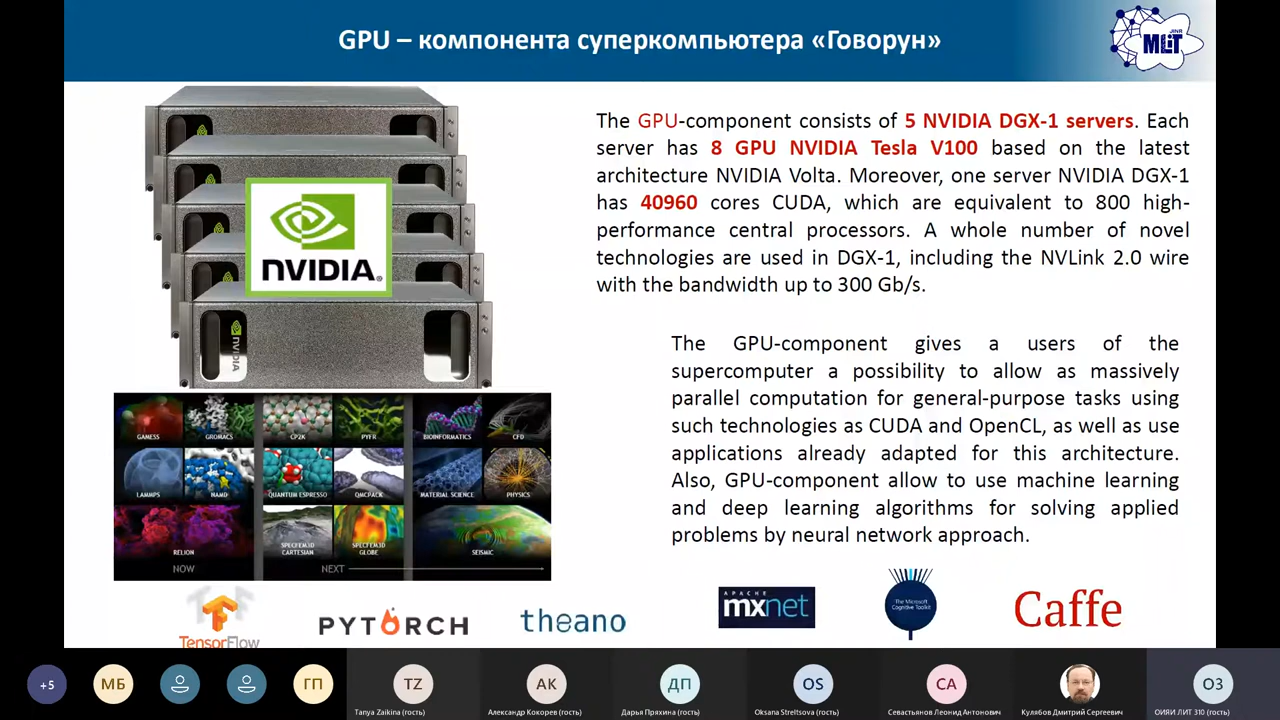 GPU – компонента суперкомпьютера «Говорун»
JINR
MLIT
The GPU-component consists of 5 NVIDIA DGX-1 servers. Each
server has 8 GPU NVIDIA Tesla V100 based on the latest
architecture NVIDIA Volta. Moreover, one server NVIDIA DGX-1
has 40960 cores CUDA, which are equivalent to 800 high-
performance central processors. A whole number of novel
technologies are used in DGX-1, including the NVLink 2.0 wire
with the bandwidth up to 300 Gb/s.
nVIDIA.
NVIDIA
The GPU-component gives a users of the
supercomputer a possibility to allow as massively
parallel computation for general-purpose tasks using
such technologies as CUDA and OpenCL, as well as use
applications already adapted for this architecture.
Also, GPU-component allow to use machine learning
and deep learning algorithms for solving applied
problems by neural network approach.
GAMESS GROMACS CP2K PYFR BIOINFORMATICS CFD
LAMMPS NAMD QUANTUM ESPRESSO QMCPACK MATERIAL SCIENCE PHYSICS
RELION SPECFEM3D CARTESIAN SPECFEM3D GLOBE SEISMIC
NOW NEXT
TensorFlow
PYTORCH
theano
APACHE
mxnet
The Microsoft
Cognitive Toolkit
Caffe
+5 МБ ГП TZ АК ДП OS СА ОЗ
Tanya Zaikina (гость) Александр Кокорев (гость) Дарья Пряхина (гость) Oksana Streltsova (гость) Севастьянов Леонид Антонович Кулябов Дмитрий Сергеевич ОИЯИ ЛИТ 310 (гость)